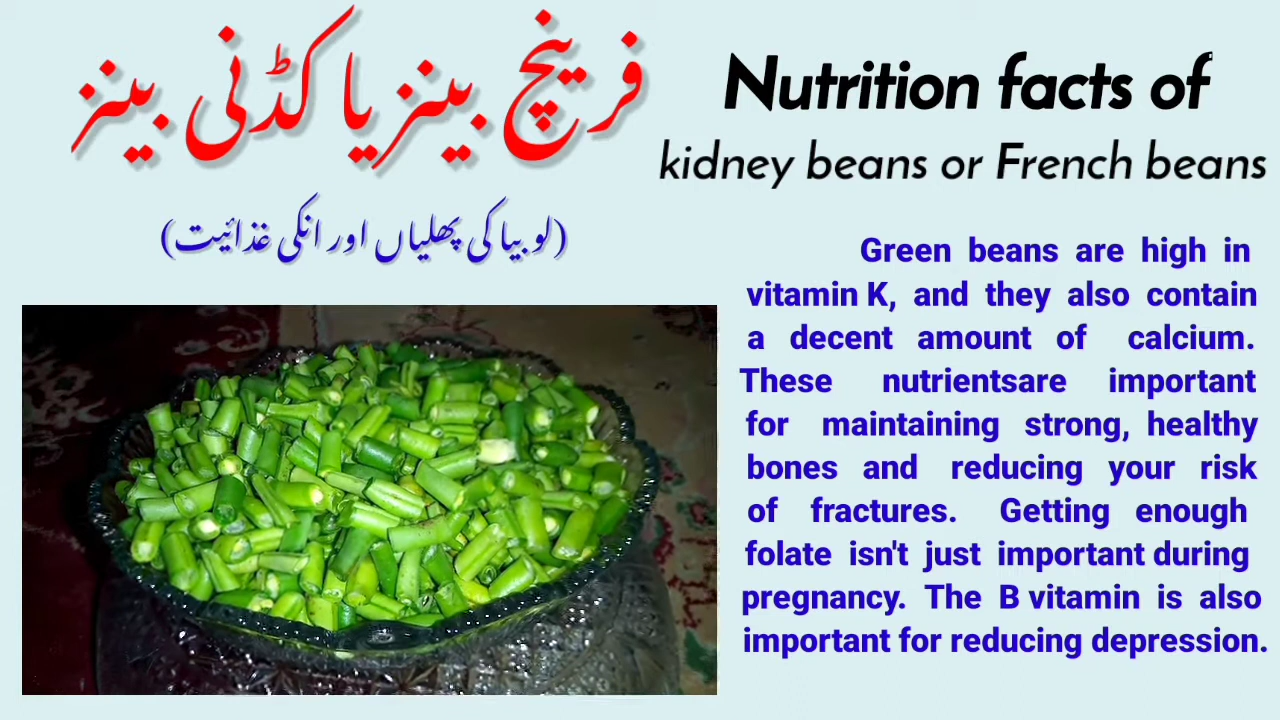 فرینچ بینز یا کڈنی بینز
(لوبیا کی پھلیاں اور انکی غذائیت)
Nutrition facts of
kidney beans or French beans
Green beans are high in
vitamin K, and they also contain
a decent amount of calcium.
These nutrientsare important
for maintaining strong, healthy
bones and reducing your risk
of fractures. Getting enough
folate isn't just important during
pregnancy. The B vitamin is also
important for reducing depression.